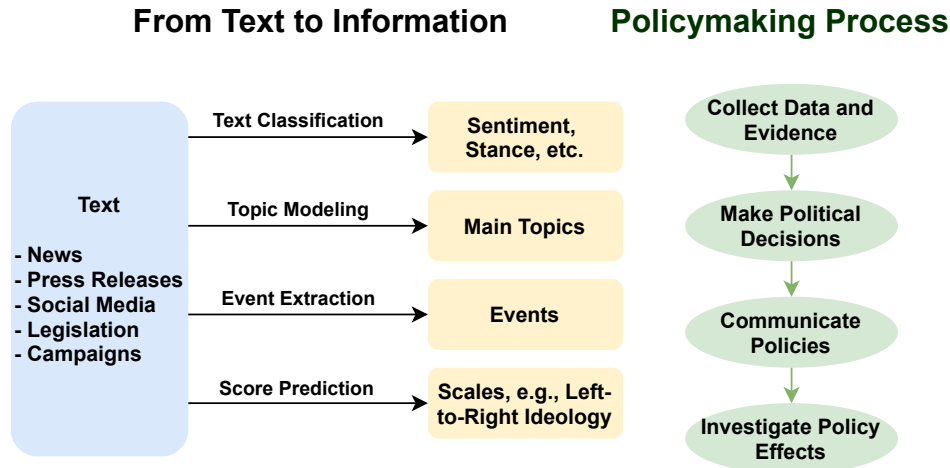 From Text to Information
Policymaking Process
Text
- News
- Press Releases
- Social Media
- Legislation
- Campaigns
Text Classification
Sentiment,
Stance, etc.
Topic Modeling
Main Topics
Event Extraction
Events
Score Prediction
Scales, e.g., Left-
to-Right Ideology
Collect Data and
Evidence
Make Political
Decisions
Communicate
Policies
Investigate Policy
Effects